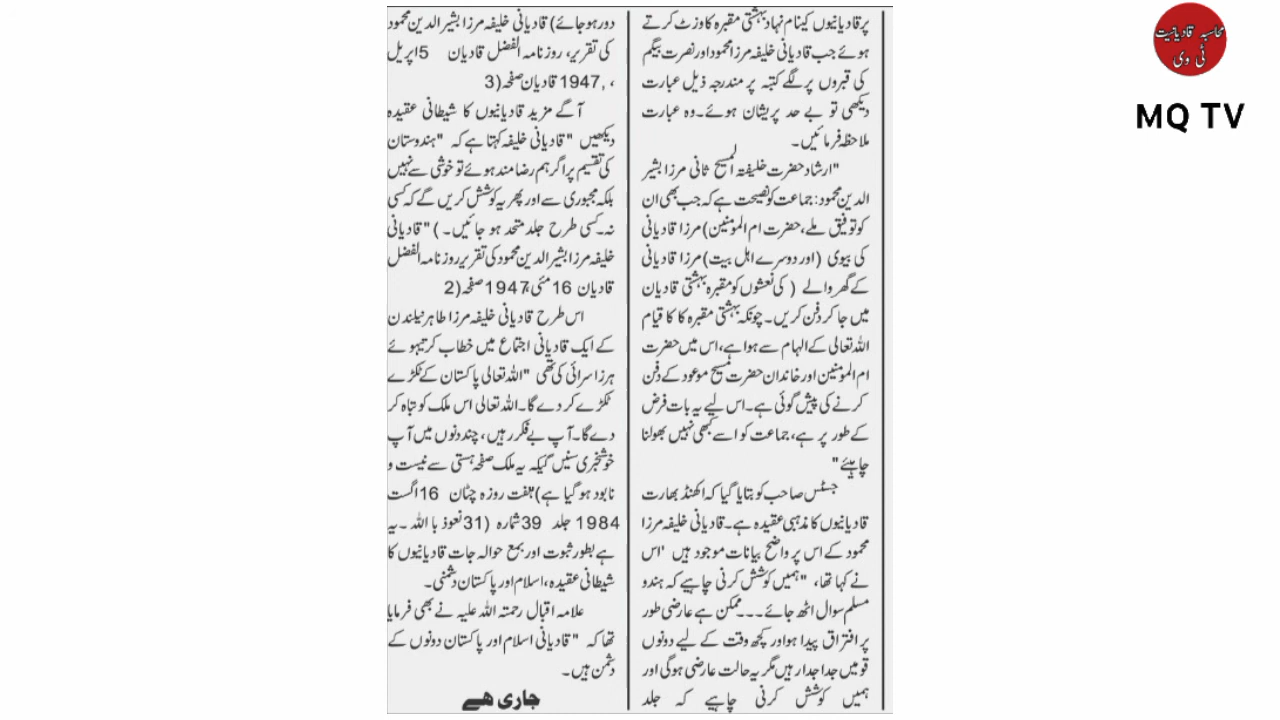 پر قادیانیوں کینام نہاد بہشتی مقبرہ کا وزٹ کرتے
ہوئے جب قادیانی خلیفہ مرزا محمود اور نصرت بیگم
کی قبروں پر لگے کتبہ پر مندرجہ ذیل عبارت
دیکھی تو بے حد پریشان ہوئے۔ وہ عبارت
ملاحظہ فرمائیں۔
"ارشاد حضرت خلیفتہ المسیح ثانی مرزا بشیر
الدین محمود: جماعت کو نصیحت ہے کہ جب بھی ان
کو توفیق ملے، حضرت ام المومنین) مرزا قادیانی
کی بیوی (اور دوسرے اہل بیت) مرزا قادیانی
کے گھر والے ( کی نعشوں کو مقبرہ بہشتی قادیان
میں جا کر دفن کریں۔ چونکہ بہشتی مقبرہ کا کا قیام
اللہ تعالی کے الہام سے ہوا ہے، اس میں حضرت
ام المومنین اور خاندان حضرت مسیح موعود کے دفن
کرنے کی پیش گوئی ہے۔ اس لیے یہ بات فرض
کے طور پر ہے، جماعت کو اسے کبھی نہیں بھولنا
چاہیئے"
جسٹس صاحب کو بتایا گیا کہ اکھنڈ بھارت
قادیانیوں کا مذہبی عقیدہ ہے۔ قادیانی خلیفہ مرزا
محمود کے اس پر واضح بیانات موجود ہیں 'اس
نے کہا تھا، "ہمیں کوشش کرنی چاہیے کہ ہندو
مسلم سوال اٹھ جائے۔۔۔ ممکن ہے عارضی طور
پر افتراق پیدا ہو اور کچھ وقت کے لیے دونوں
قومیں جدا جدا رہیں مگر یہ حالت عارضی ہوگی اور
ہمیں کوشش کرنی چاہیے کہ جلد
دور ہو جائے) قادیانی خلیفہ مرزا بشیر الدین محمود
کی تقریر، روزنامہ الفضل قادیان 5 اپریل
، ,1947 قادیان صفحہ(3
آگے مزید قادیانیوں کا شیطانی عقیدہ
دیکھیں "قادیانی خلیفہ کہتا ہے کہ "ہندوستان
کی تقسیم پر اگر ہم رضا مند ہوئے تو خوشی سے نہیں
بلکہ مجبوری سے اور پھر یہ کوشش کریں گے کہ کسی
نہ۔کسی طرح جلد متحد ہو جائیں۔ )"قادیانی
خلیفہ مرزا بشیر الدین محمود کی تقریر روزنامہ الفضل
قادیان 16 مئی، 1947 صفحہ(2
اس طرح قادیانی خلیفہ مرزا طاہر نیلندن
کے ایک قادیانی اجتماع میں خطاب کرتیہوئے
ہرزا سرائی کی تھی "اللہ تعالی پاکستان کے ٹکڑے
ٹکڑے کر دے گا۔ اللہ تعالی اس ملک کو تباہ کر
دے گا۔ آپ بے فکر رہیں، چند دنوں میں آپ
خوشخبری سنیں گیکہ یہ ملک صفحہ ہستی سے نیست و
نابود ہو گیا ہے) ہفت روزہ چٹان 16 اگست
1984 جلد 39 شمارہ (31 نعوذ با اللہ ۔ یہ
ہے بطور ثبوت اور بمع حوالہ جات قادیانیوں کا
شیطانی عقیدہ، اسلام اور پاکستان دشمنی۔
علامہ اقبال رحمتہ اللہ علیہ نے بھی فرمایا
تھا کہ "قادیانی اسلام اور پاکستان دونوں کے
دشمن ہیں۔
جاری ھے
محاسبہ قادیانیت
ٹی وی
MQ TV